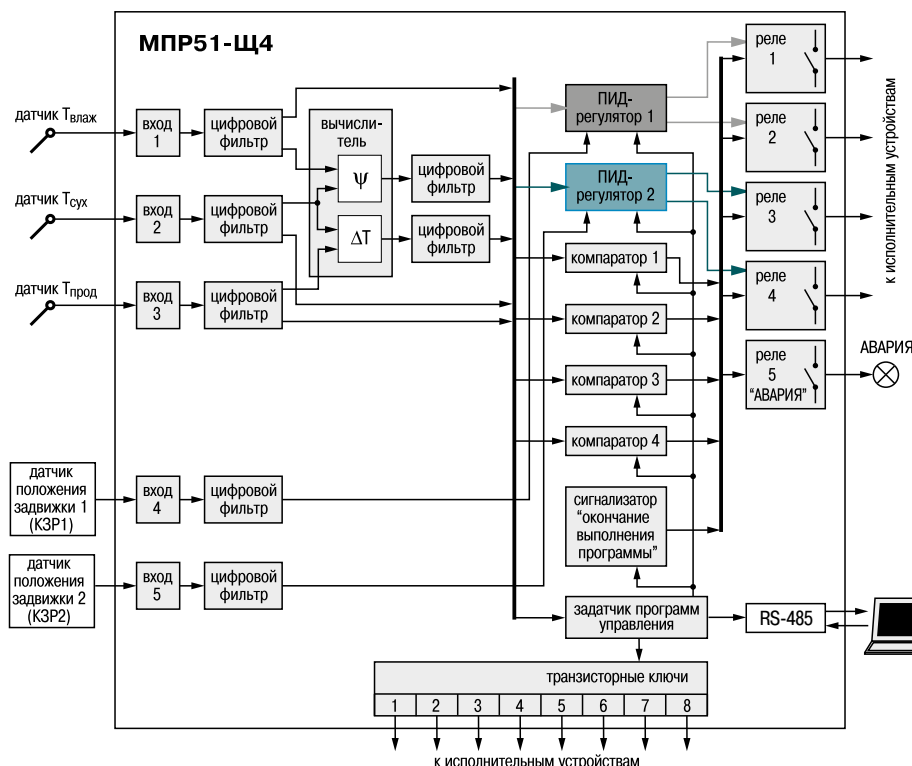 МПР51-Щ4
датчик Tвлаж
вход
1
цифровой
фильтр
вычисли-
тель
ψ
ΔT
цифровой
фильтр
цифровой
фильтр
датчик Tсух
вход
2
цифровой
фильтр
датчик Tпрод
вход
3
цифровой
фильтр
датчик
положения
задвижки 1
(КЗР1)
вход
4
цифровой
фильтр
датчик
положения
задвижки 2
(КЗР2)
вход
5
цифровой
фильтр
ПИД-
регулятор 1
ПИД-
регулятор 2
компаратор 1
компаратор 2
компаратор 3
компаратор 4
сигнализатор
“окончание
выполнения
программы”
задатчик программ
управления
RS-485
реле
1
реле
2
реле
3
реле
4
реле
5
“АВАРИЯ”
к исполнительным устройствам
АВАРИЯ
транзисторные ключи
1 2 3 4 5 6 7 8
к исполнительным устройствам